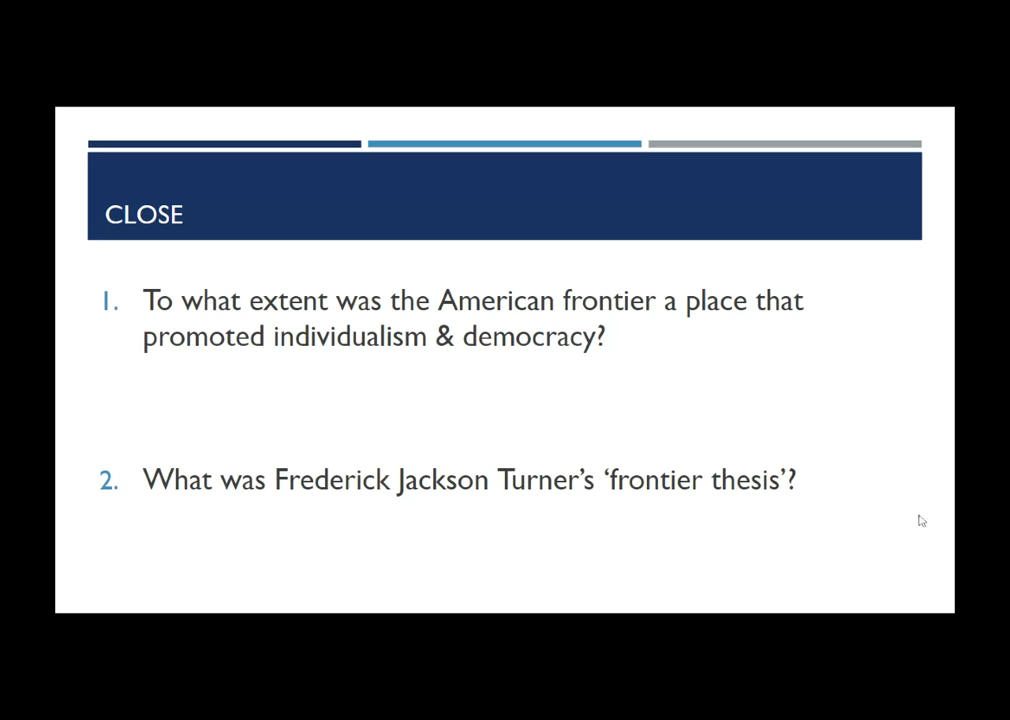 CLOSE
1. To what extent was the American frontier a place that
promoted individualism & democracy?
2. What was Frederick Jackson Turner’s ‘frontier thesis’?